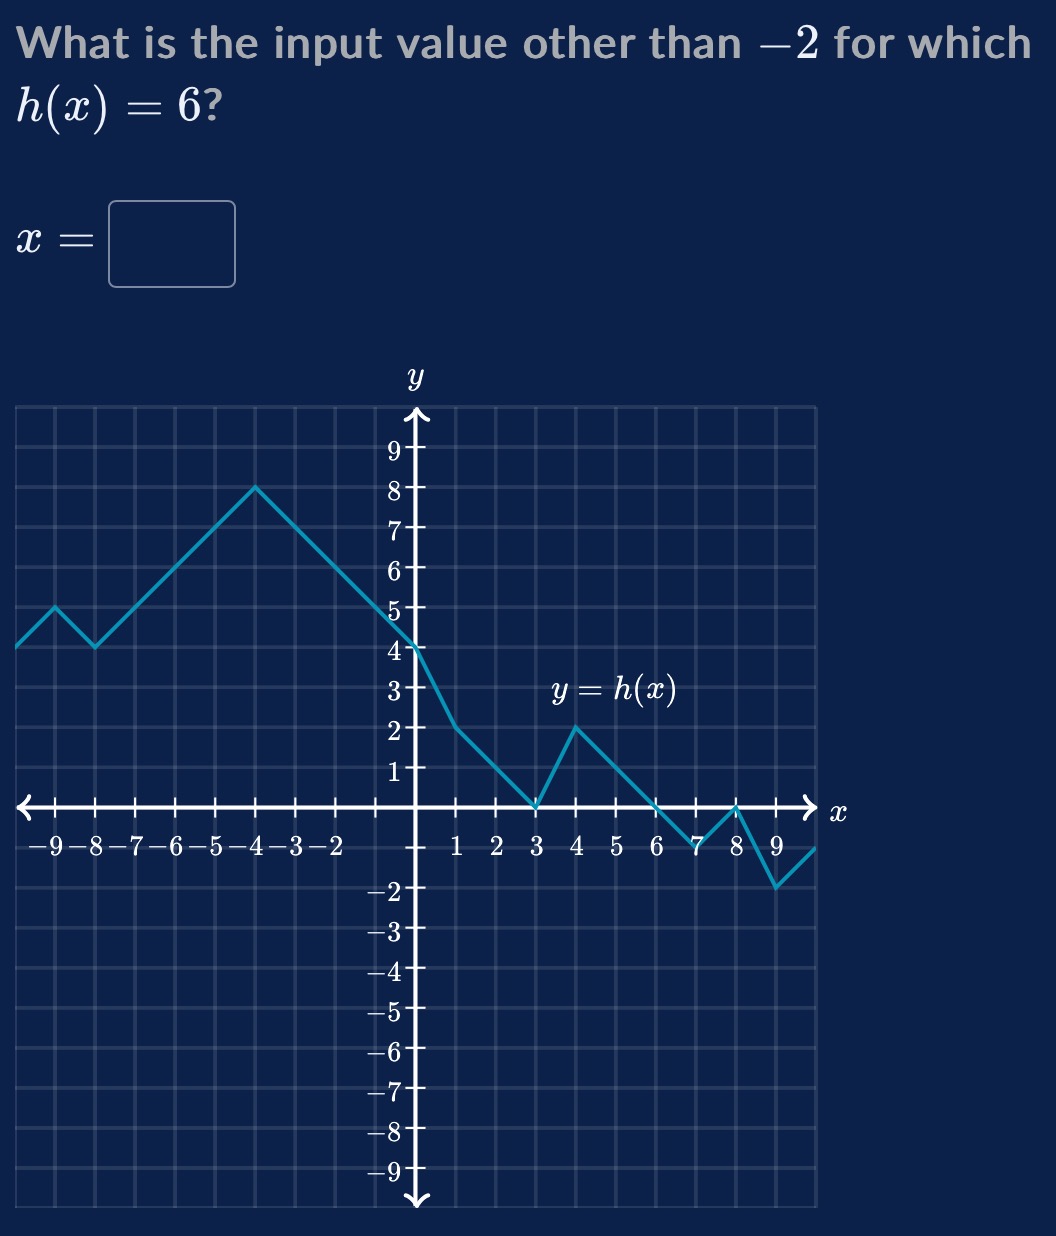 What is the input value other than −2 for which
h(x) = 6?
x =
y
9
8
7
6
5
4
3
y = h(x)
2
1
x
−9 −8 −7 −6 −5 −4 −3 −2 1 2 3 4 5 6 7 8 9
−2
−3
−4
−5
−6
−7
−8
−9